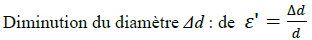 Diminution du diamètre Δd : de ε' = Δd/d